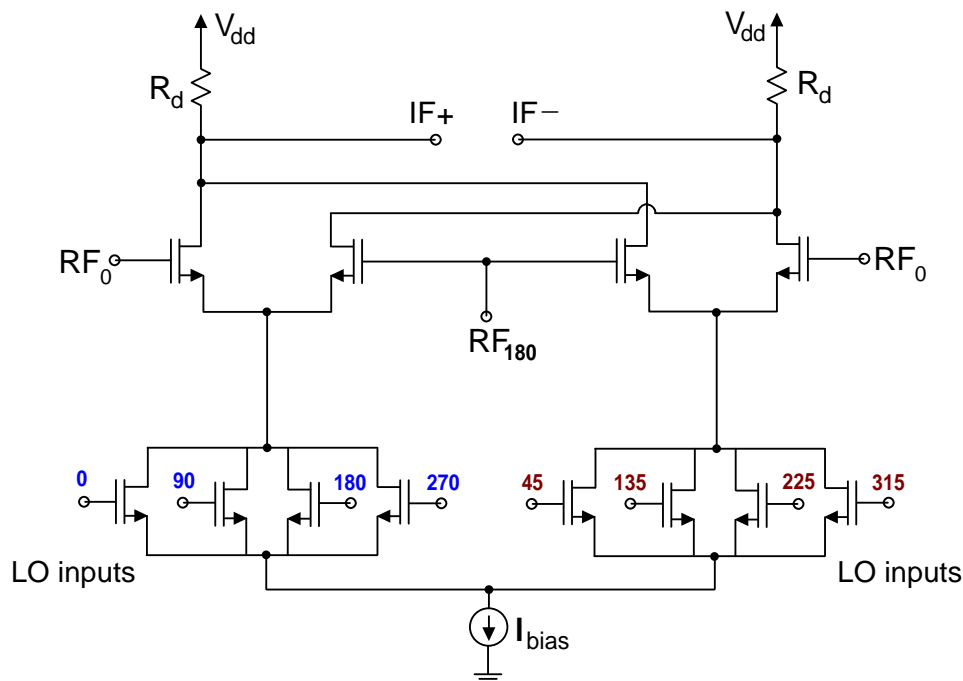 Vdd Vdd
Rd Rd
IF+ IF−
RF0 RF0
RF180
0 90 180 270 45 135 225 315
LO inputs LO inputs
Ibias